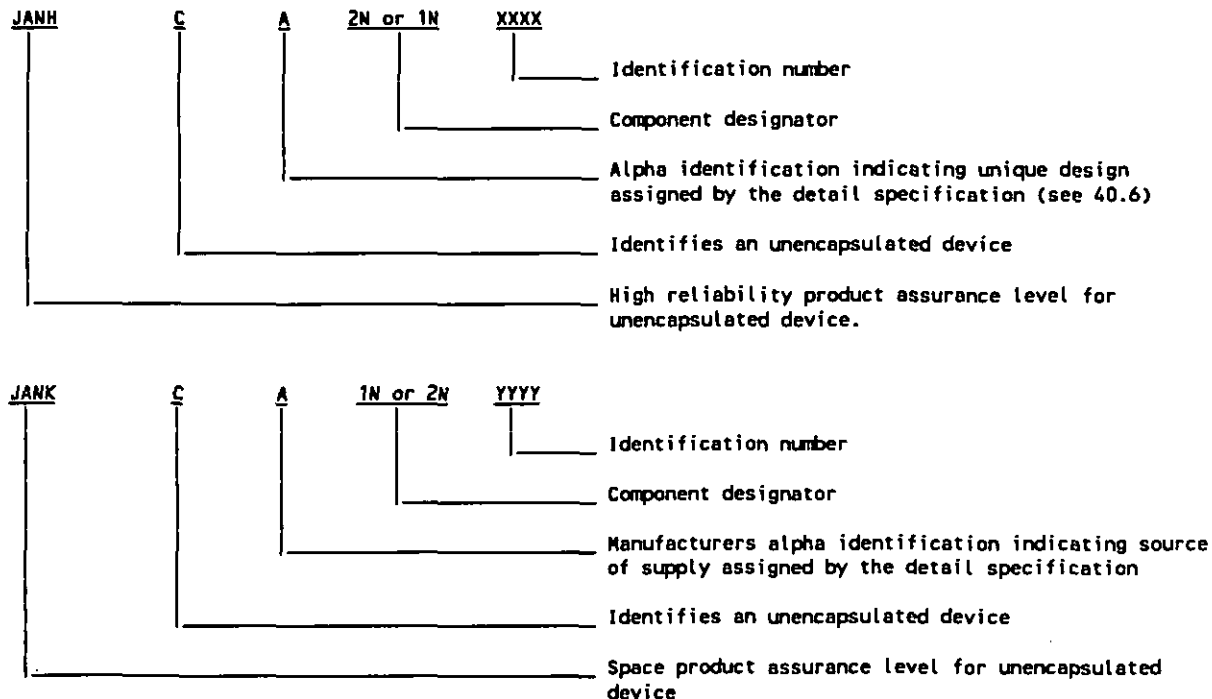 JANH C A 2N or 1N XXXX
Identification number
Component designator
Alpha identification indicating unique design
assigned by the detail specification (see 40.6)
Identifies an unencapsulated device
High reliability product assurance level for
unencapsulated device.
JANK C A 1N or 2N YYYY
Identification number
Component designator
Manufacturers alpha identification indicating source
of supply assigned by the detail specification
Identifies an unencapsulated device
Space product assurance level for unencapsulated
device